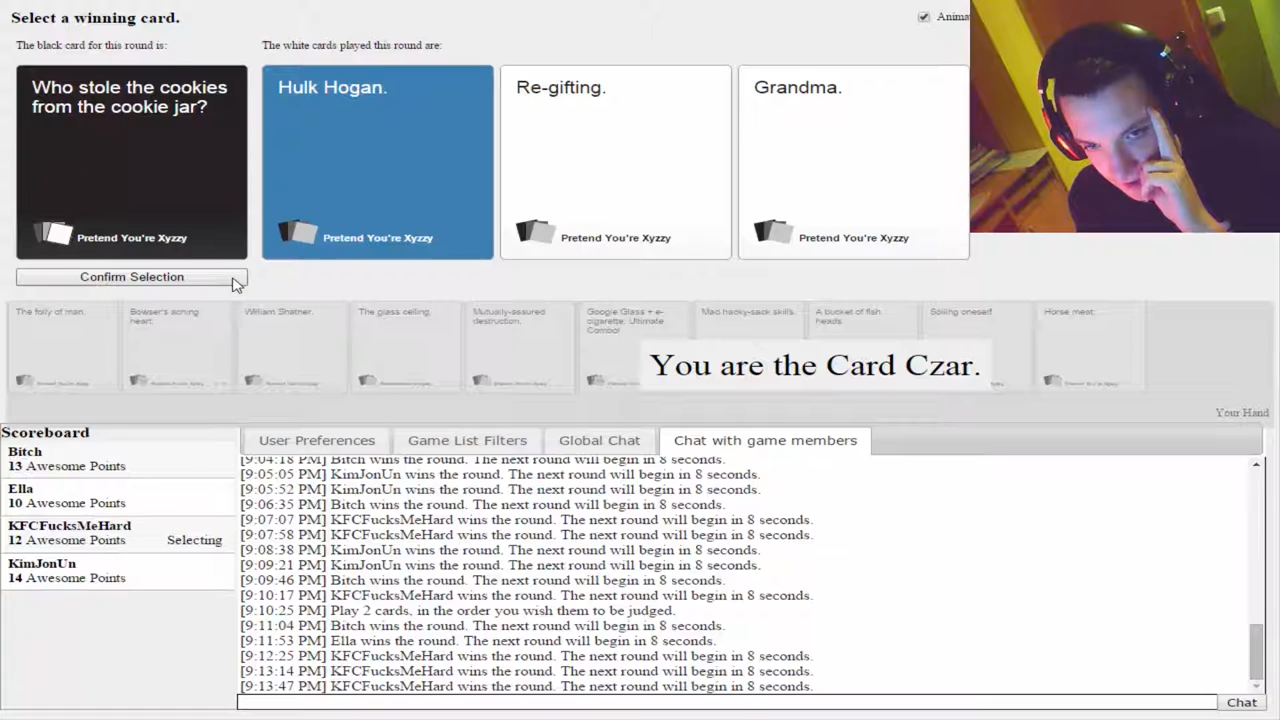 Select a winning card.
Anima
The black card for this round is:
The white cards played this round are:
Who stole the cookies
from the cookie jar?
Pretend You're Xyzzy
Hulk Hogan.
Pretend You're Xyzzy
Re-gifting.
Pretend You're Xyzzy
Grandma.
Pretend You're Xyzzy
Confirm Selection
The folly of man.
Bowser's aching
heart.
William Shatner.
The glass ceiling.
Mutually-assured
destruction.
Google Glass + e-
cigarette: Ultimate
Combo!
Mad hacky-sack skills.
A bucket of fish
heads.
Soiling oneself.
Horse meat.
You are the Card Czar.
Your Hand
Scoreboard
Bitch
13 Awesome Points
Ella
10 Awesome Points
KFCFucksMeHard
12 Awesome Points Selecting
KimJonUn
14 Awesome Points
User Preferences
Game List Filters
Global Chat
Chat with game members
[9:04:18 PM] Bitch wins the round. The next round will begin in 8 seconds.
[9:05:05 PM] KimJonUn wins the round. The next round will begin in 8 seconds.
[9:05:52 PM] KimJonUn wins the round. The next round will begin in 8 seconds.
[9:06:35 PM] Bitch wins the round. The next round will begin in 8 seconds.
[9:07:07 PM] KFCFucksMeHard wins the round. The next round will begin in 8 seconds.
[9:07:58 PM] KFCFucksMeHard wins the round. The next round will begin in 8 seconds.
[9:08:38 PM] KimJonUn wins the round. The next round will begin in 8 seconds.
[9:09:21 PM] KimJonUn wins the round. The next round will begin in 8 seconds.
[9:09:46 PM] Bitch wins the round. The next round will begin in 8 seconds.
[9:10:17 PM] KFCFucksMeHard wins the round. The next round will begin in 8 seconds.
[9:10:25 PM] Play 2 cards, in the order you wish them to be judged.
[9:11:04 PM] Bitch wins the round. The next round will begin in 8 seconds.
[9:11:53 PM] Ella wins the round. The next round will begin in 8 seconds.
[9:12:25 PM] KFCFucksMeHard wins the round. The next round will begin in 8 seconds.
[9:13:14 PM] KFCFucksMeHard wins the round. The next round will begin in 8 seconds.
[9:13:47 PM] KFCFucksMeHard wins the round. The next round will begin in 8 seconds.
Chat